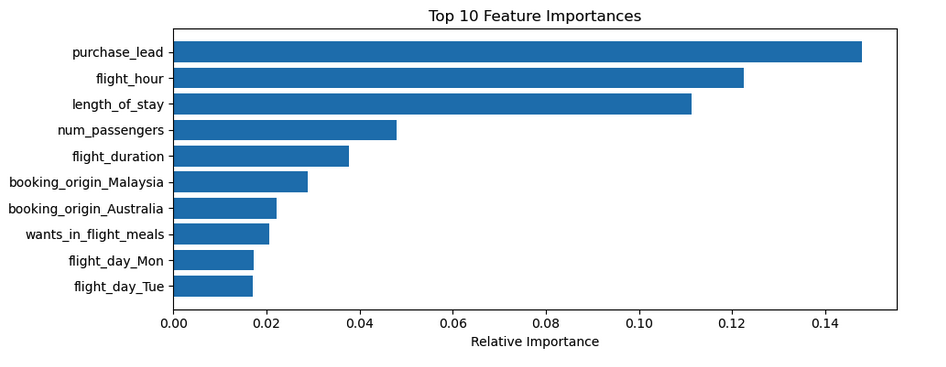 Top 10 Feature Importances
purchase_lead
flight_hour
length_of_stay
num_passengers
flight_duration
booking_origin_Malaysia
booking_origin_Australia
wants_in_flight_meals
flight_day_Mon
flight_day_Tue
0.00 0.02 0.04 0.06 0.08 0.10 0.12 0.14
Relative Importance